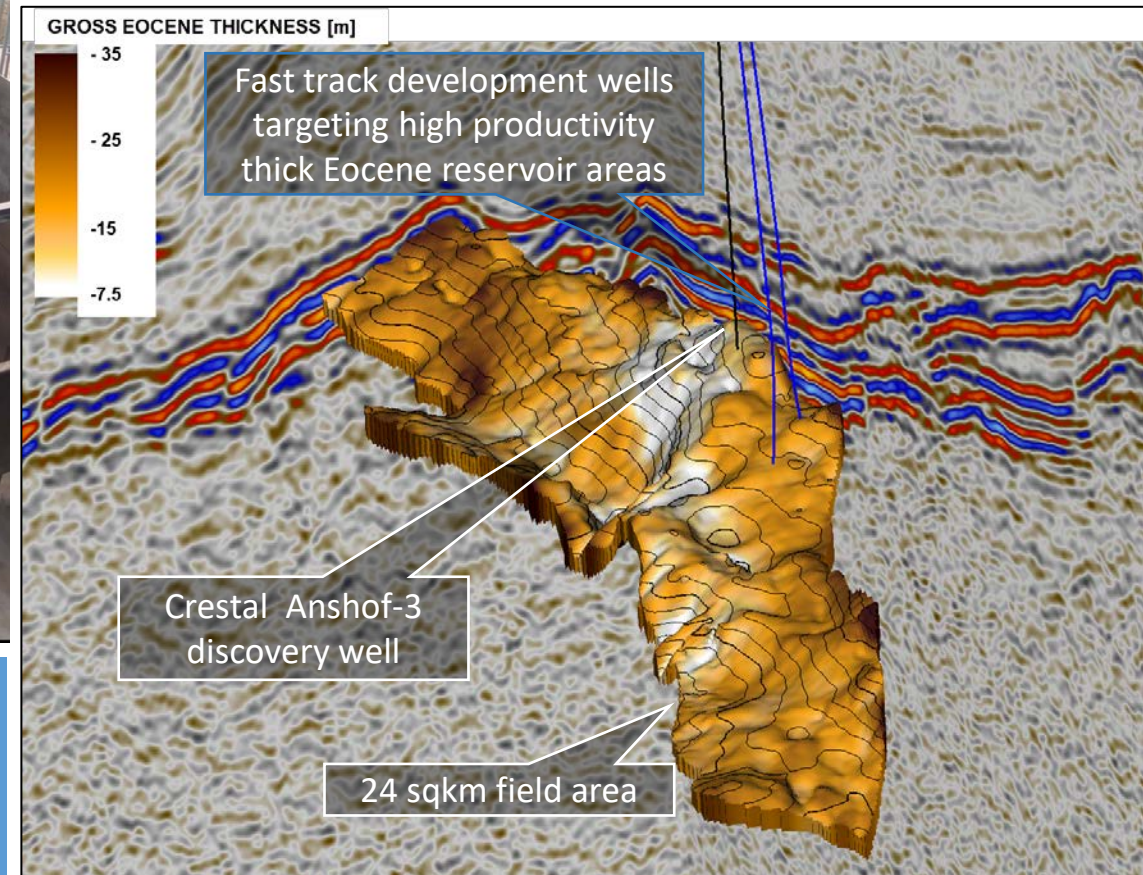 GROSS EOCENE THICKNESS [m]
- 35
- 25
-15
-7.5
Fast track development wells
targeting high productivity
thick Eocene reservoir areas
Crestal Anshof-3
discovery well
24 sqkm field area